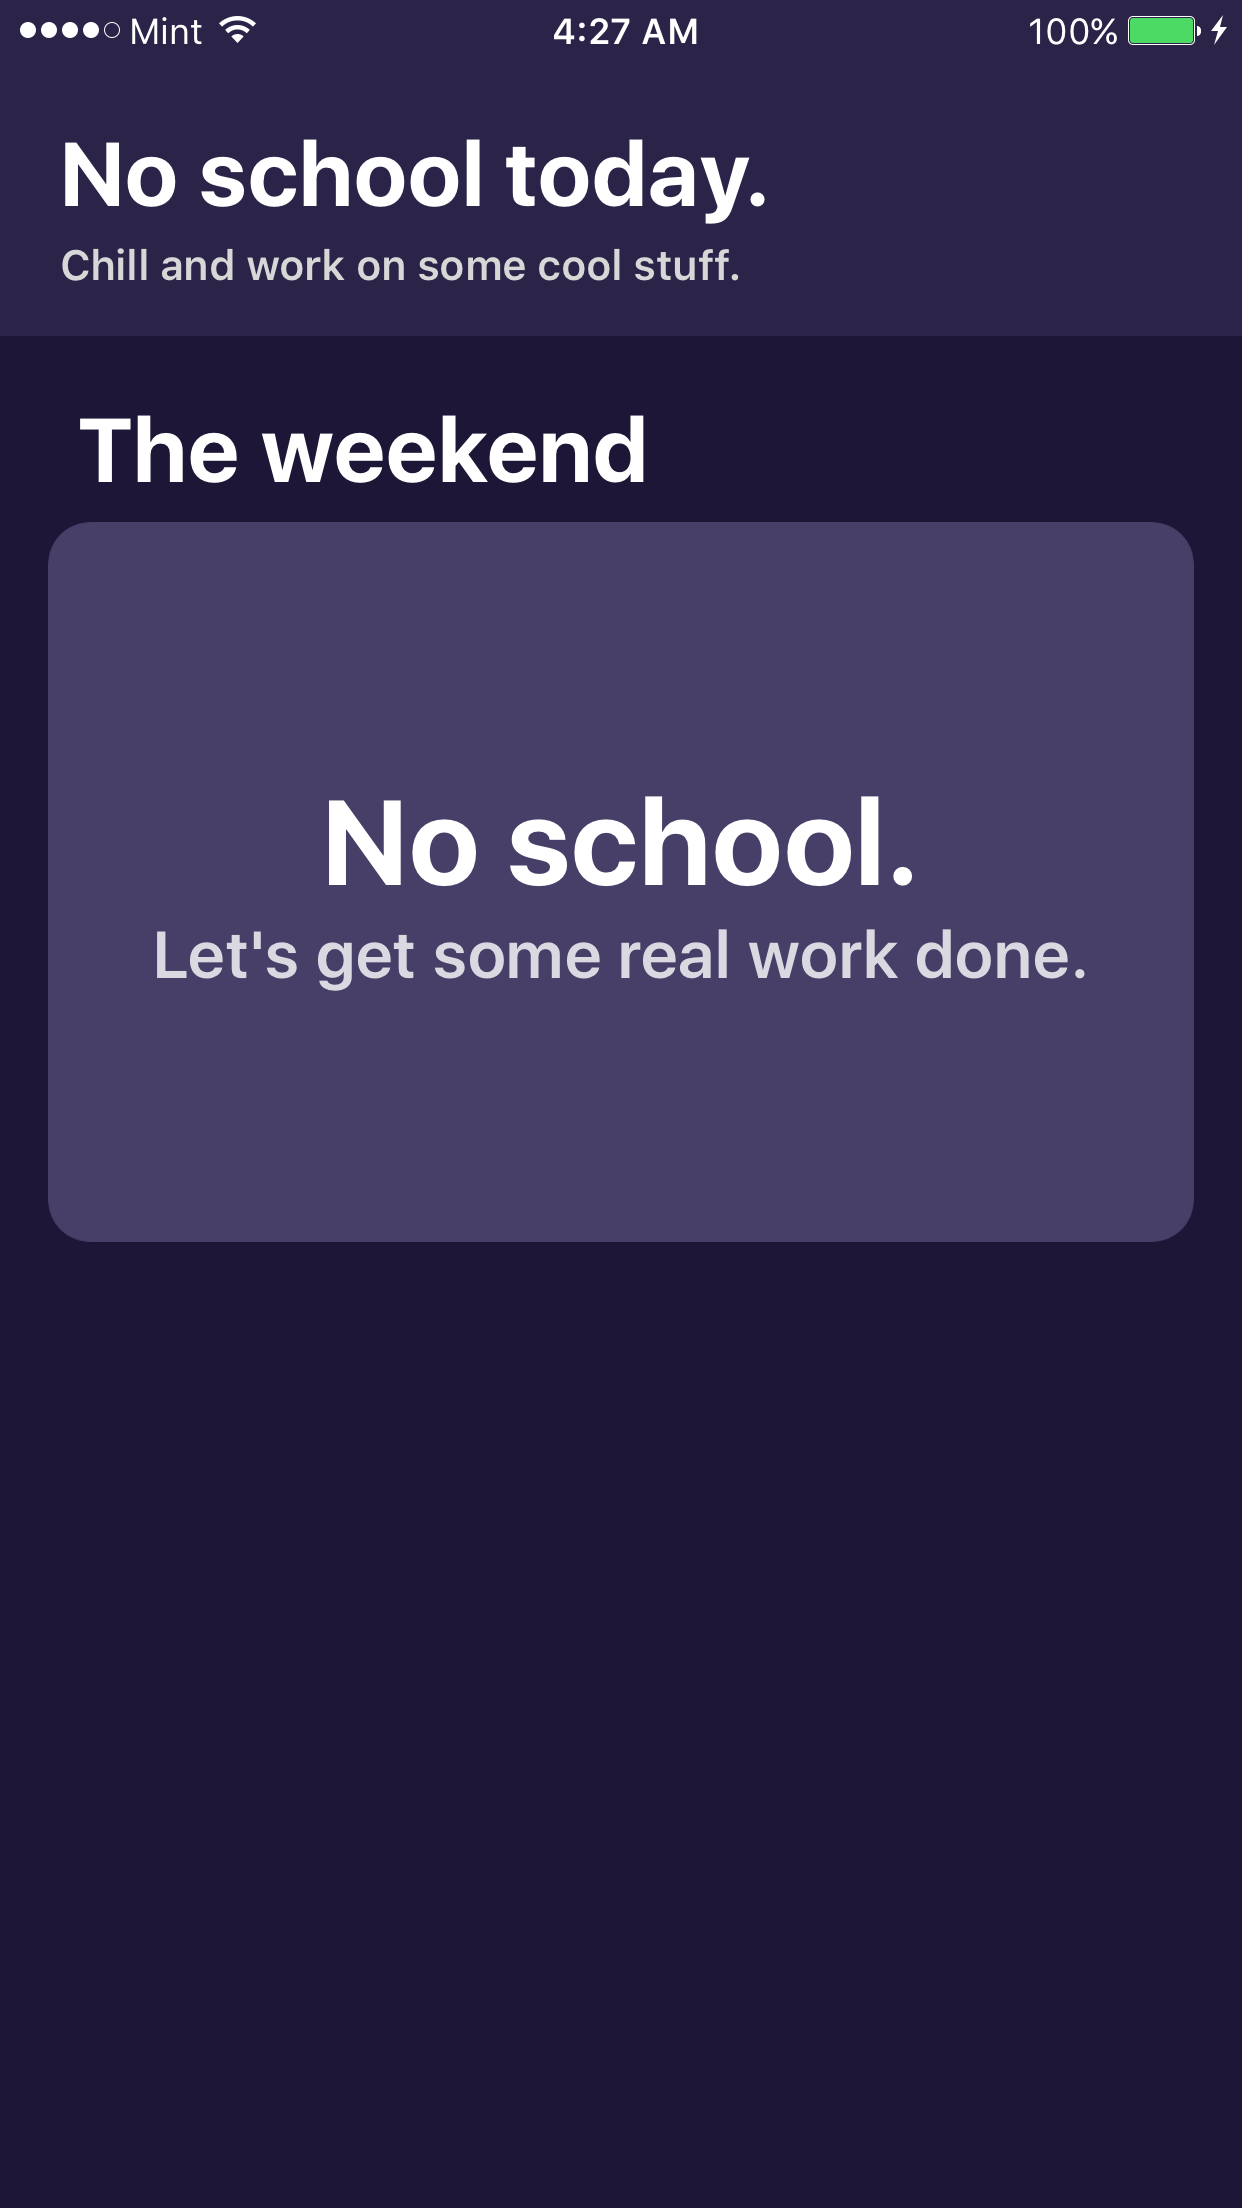 Mint 4:27 AM 100%
No school today.
Chill and work on some cool stuff.
The weekend
No school.
Let's get some real work done.